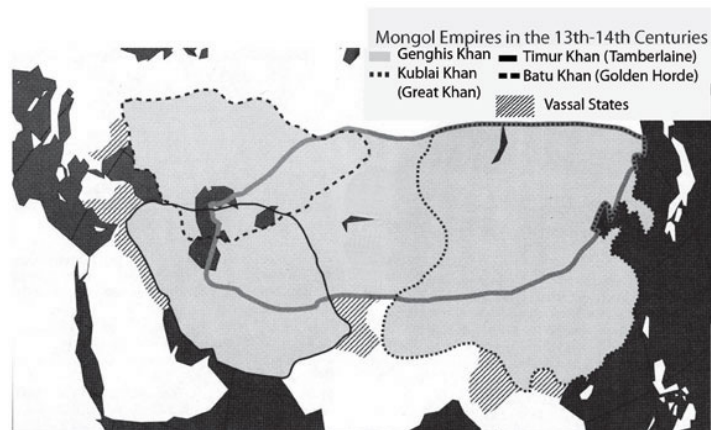 Mongol Empires in the 13th-14th Centuries
Genghis Khan
Timur Khan (Tamberlaine)
Kublai Khan
(Great Khan)
Batu Khan (Golden Horde)
Vassal States